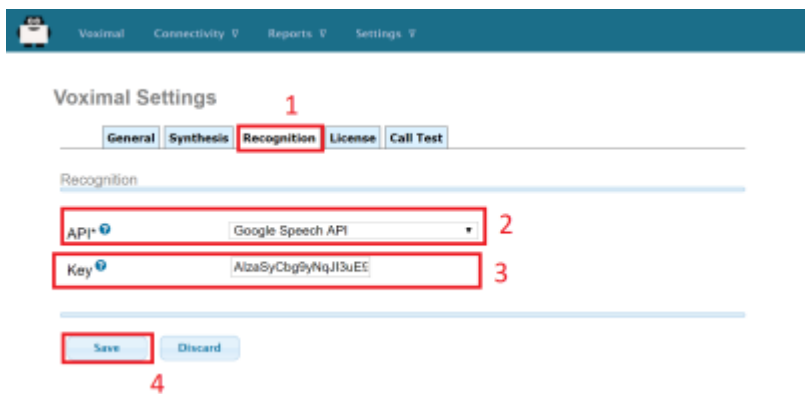 Voximal Connectivity Reports Settings
Voximal Settings
1
General Synthesis Recognition License Call Test
Recognition
API* Google Speech API 2
Key 3
Save Discard
4